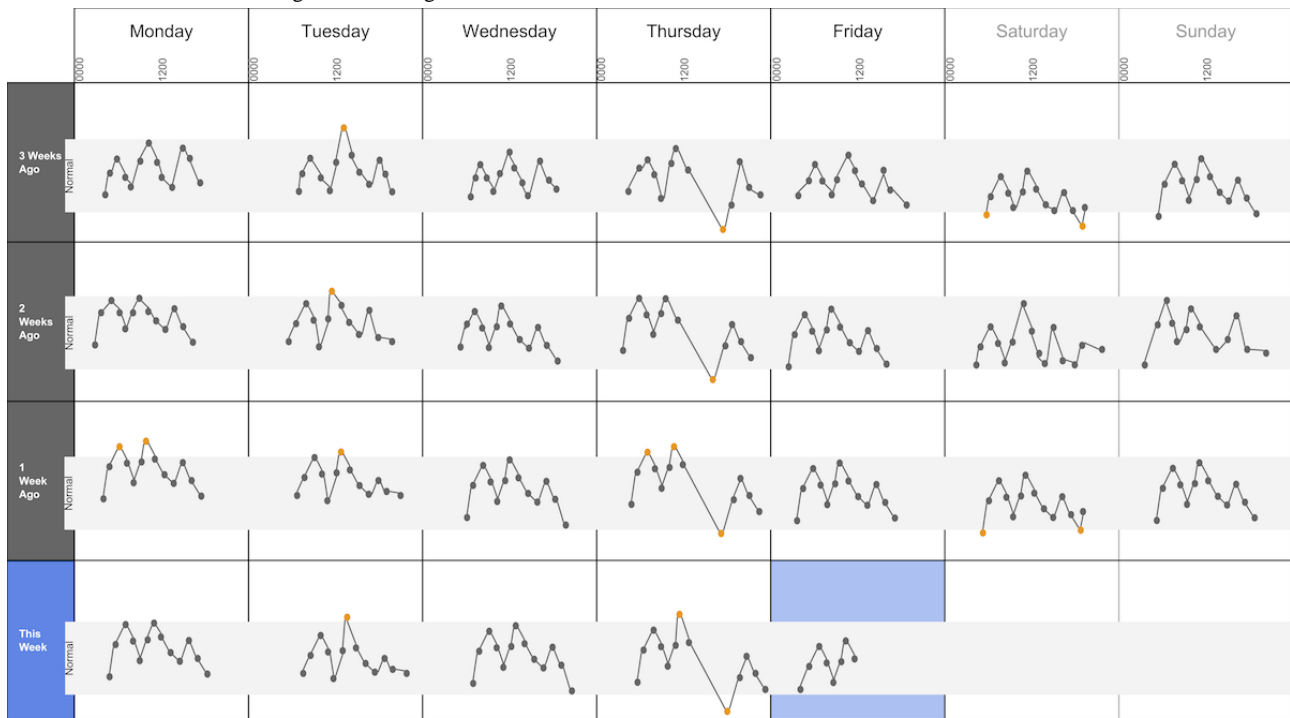 Monday Tuesday Wednesday Thursday Friday Saturday Sunday
0000 1200 0000 1200 0000 1200 0000 1200 0000 1200 0000 1200 0000 1200
3 Weeks
Ago
Normal
2
Weeks
Ago
Normal
1
Week
Ago
Normal
This
Week
Normal